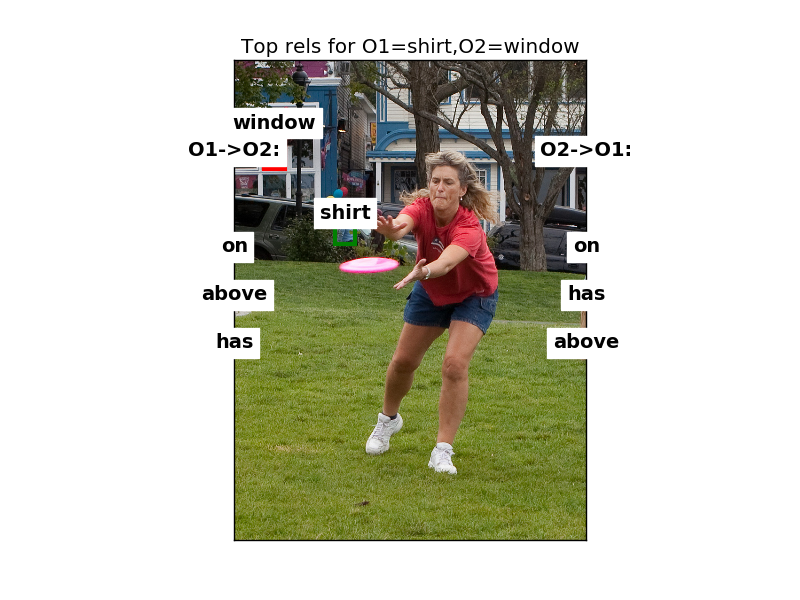 Top rels for O1=shirt,O2=window
window
O1->O2:
O2->O1:
shirt
on
on
above
has
has
above